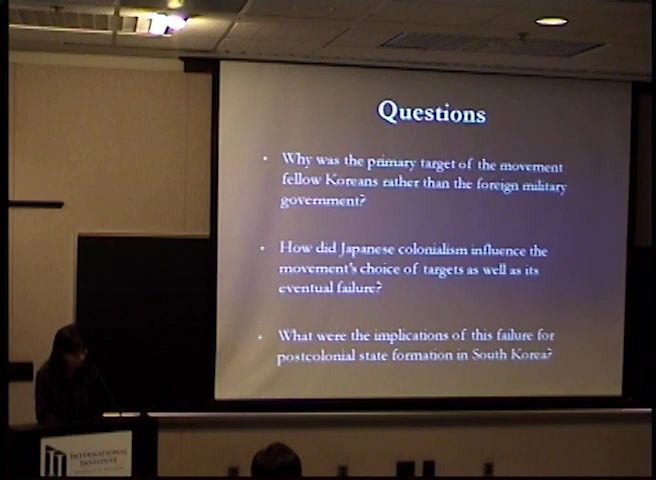 Questions
• Why was the primary target of the movement
fellow Koreans rather than the foreign military
government?
• How did Japanese colonialism influence the
movement's choice of targets as well as its
eventual failure?
• What were the implications of this failure for
postcolonial state formation in South Korea?
INTERNATIONAL
INSTITUTE